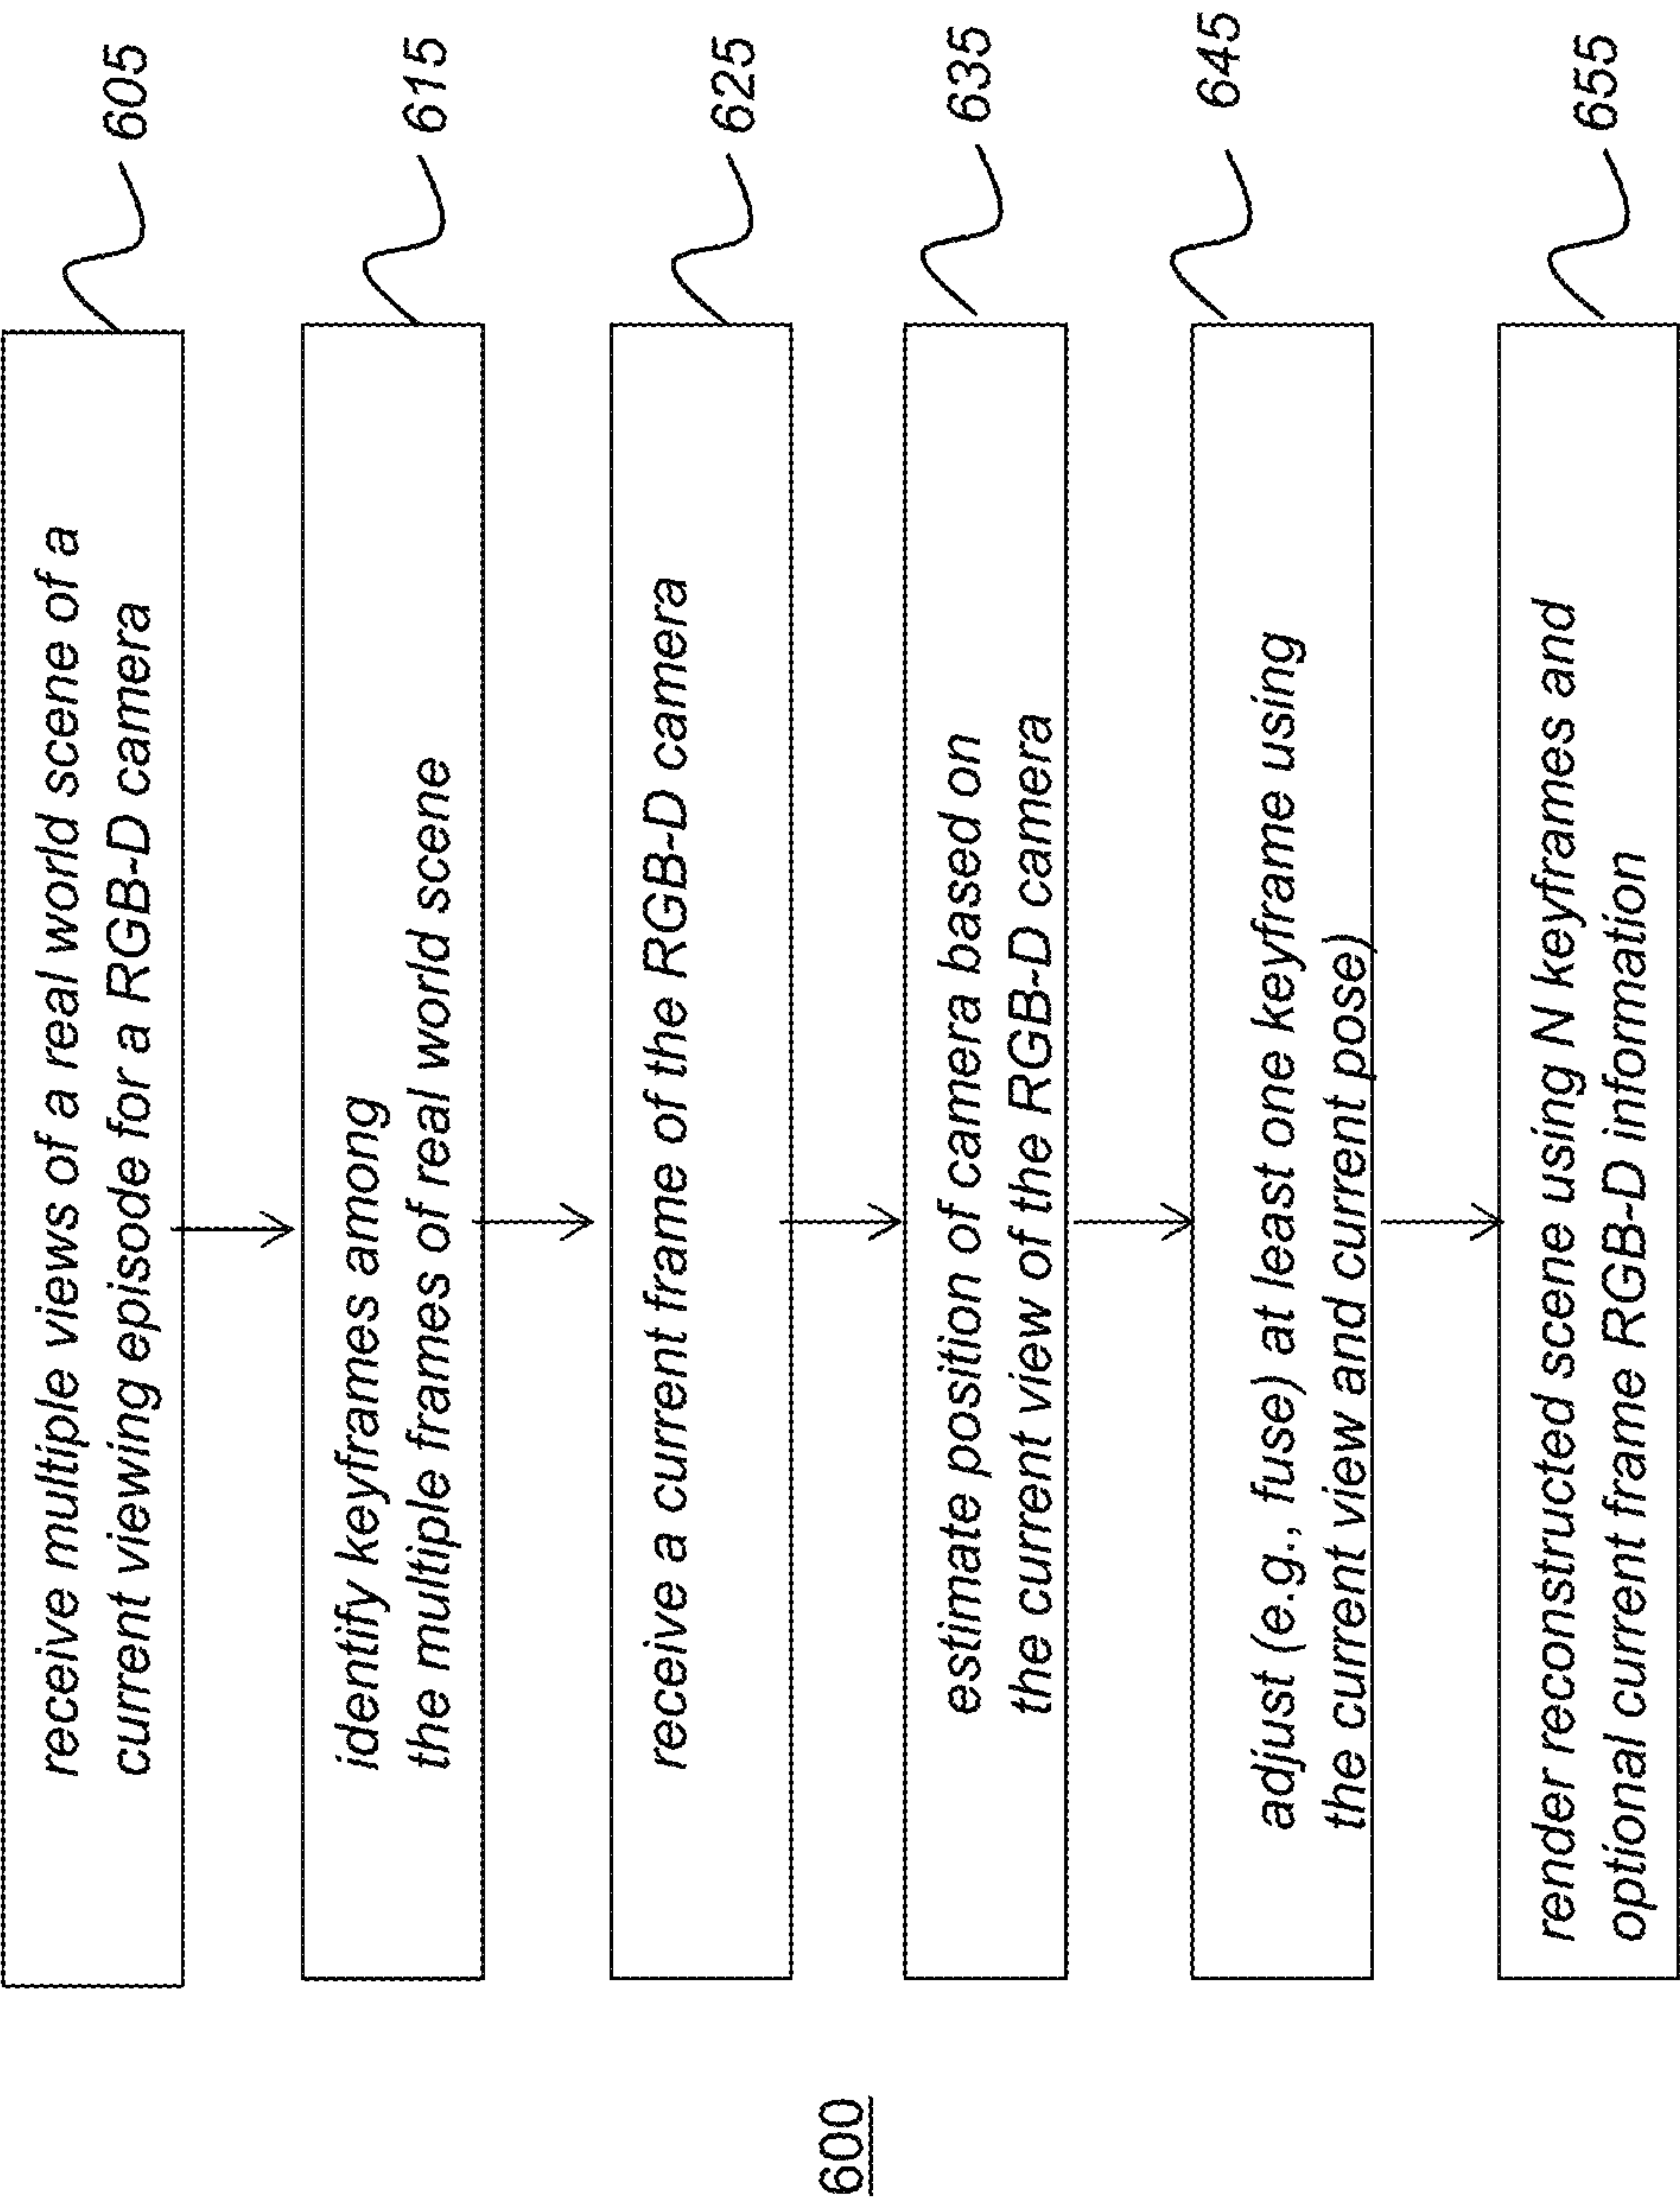 600
receive multiple views of a real world scene of a
current viewing episode for a RGB-D camera
605
identify keyframes among
the multiple frames of real world scene
615
receive a current frame of the RGB-D camera
625
estimate position of camera based on
the current view of the RGB-D camera
635
adjust (e.g., fuse) at least one keyframe using
the current view and current pose)
645
render reconstructed scene using N keyframes and
optional current frame RGB-D information
655